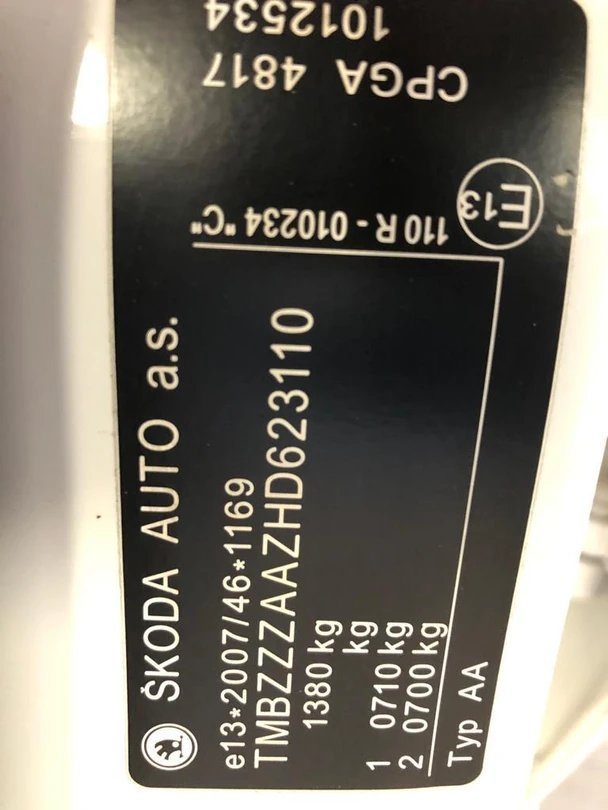 ŠKODA AUTO a.s.
e13*2007/46*1169
TMBZZZAAZHD623110
1380 kg
kg
1 0710 kg
2 0700 kg
Typ AA
E13
110 R - 010234 "C"
CPGA 4817
1012534